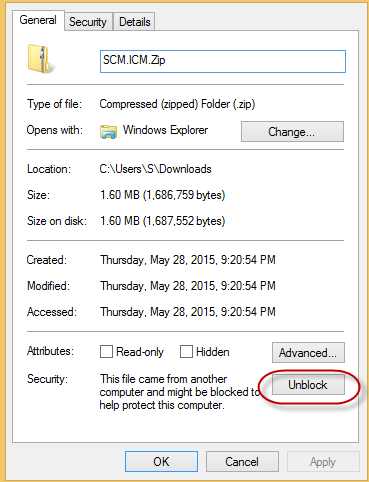 General Security Details
SCM.ICM.Zip
Type of file: Compressed (zipped) Folder (.zip)
Opens with: Windows Explorer Change...
Location: C:\Users\S\Downloads
Size: 1.60 MB (1,686,759 bytes)
Size on disk: 1.60 MB (1,687,552 bytes)
Created: Thursday, May 28, 2015, 9:20:54 PM
Modified: Thursday, May 28, 2015, 9:20:54 PM
Accessed: Thursday, May 28, 2015, 9:20:54 PM
Attributes: Read-only Hidden Advanced...
Security: This file came from another Unblock
computer and might be blocked to
help protect this computer.
OK Cancel Apply